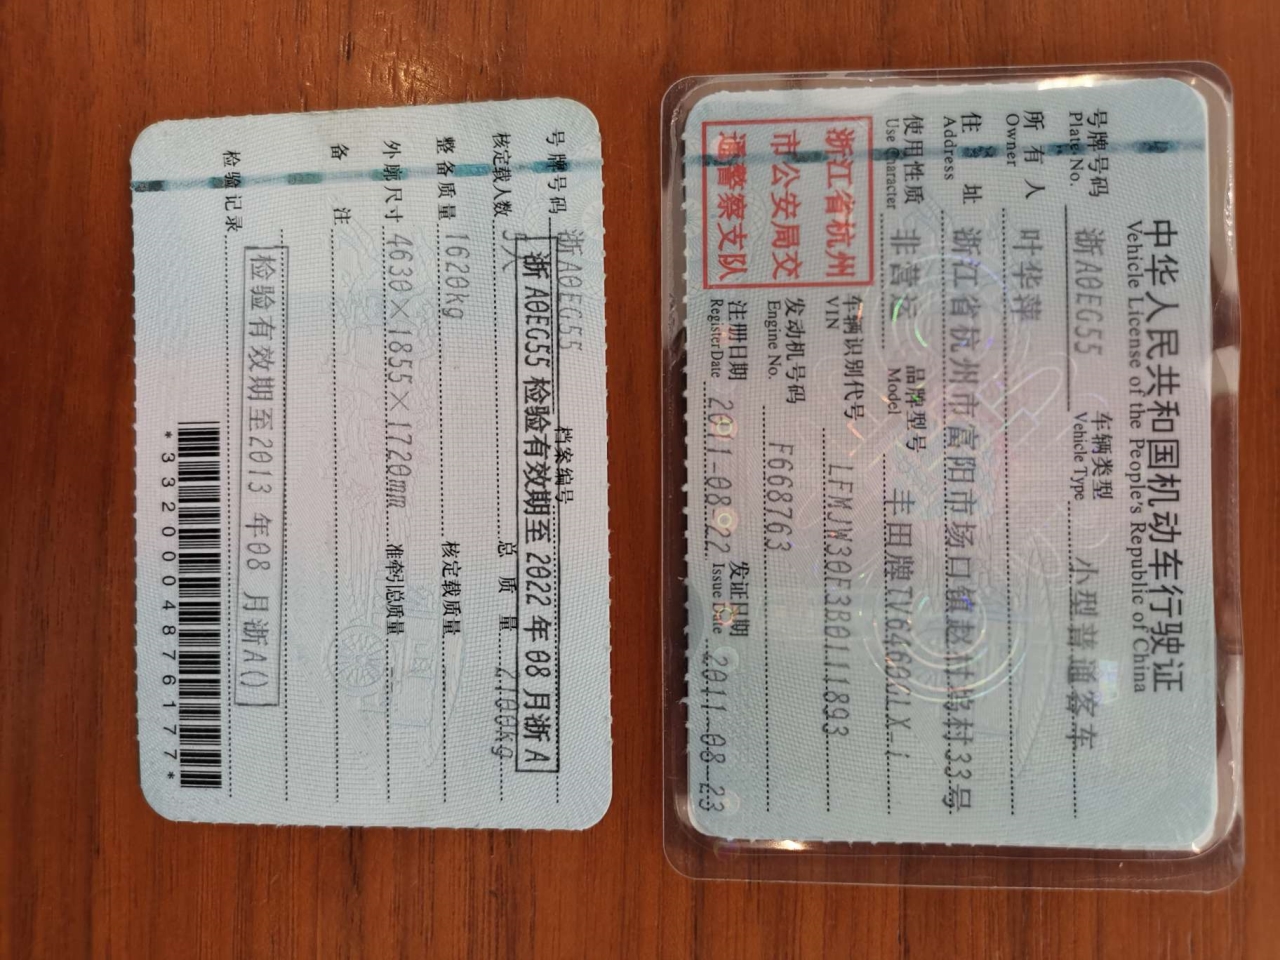 中华人民共和国机动车行驶证
Vehicle License of the People's Republic of China
号牌号码 浙A0EG55 车辆类型 小型普通客车
Plate No. Vehicle Type
所有人 叶华萍
Owner
住址 浙江省杭州市富阳市场口镇赵
村33号
Address
使用性质 非营运 品牌型号 丰田牌TV6460GLX-i
Use Character Model
浙江省杭州
市公安局交
通警察支队
车辆识别代号 LFMJW30F3B0111893
VIN
发动机号码 F668763
Engine No.
注册日期 2011-08-22 发证日期 2011-08-23
Register Date Issue Date
号牌号码 浙A0EG55 档案编号
浙A0EG55 检验有效期至2022年08月浙A
核定载人数 5人 总质量 2100kg
整备质量 1620kg 核定载质量
外廓尺寸 4630×1855×1720mm 准牵引总质量
备注
检验有效期至2013年08月浙A()
检验记录
*3320004876177*